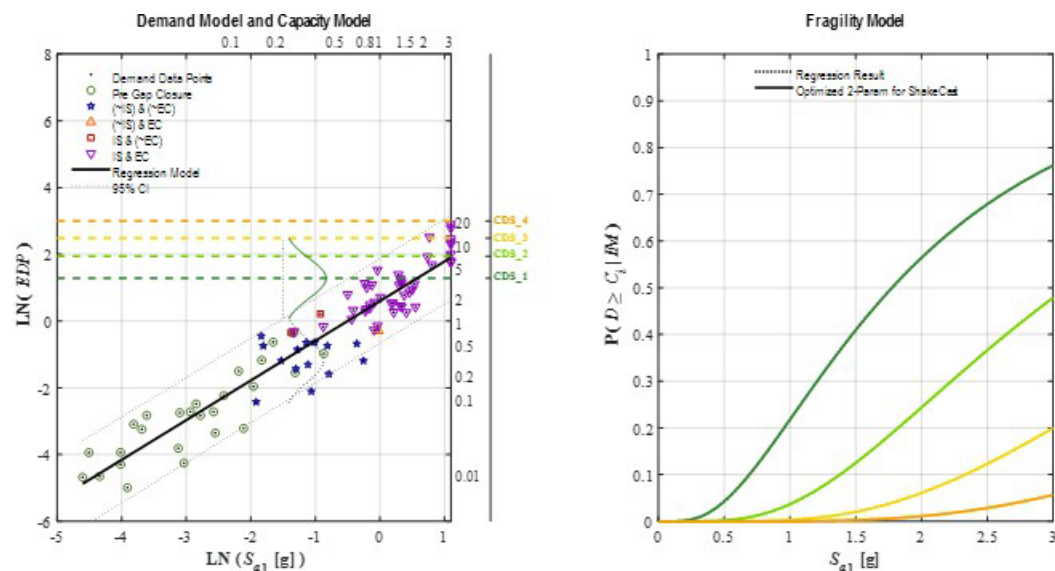 Demand Model and Capacity Model
0.1 0.2 0.5 0.81 1.5 2 3
8
6
4
2
0
-2
-4
-6
LN( EDP)
Demand Data Points
Pre Gap Closure
(~IS) & (~EC)
(~IS) & EC
IS & (~EC)
IS & EC
Regression Model
95% CI
20
10
5
2
1
0.5
0.2
0.1
0.01
CDS_4
CDS_3
CDS_2
CDS_1
-5 -4 -3 -2 -1 0 1
LN (Sa1 [g])
Fragility Model
1
0.9
0.8
0.7
0.6
0.5
0.4
0.3
0.2
0.1
0
P( D ≥ Ci | IM)
Regression Result
Optimized 2-Param for ShakeCast
0 0.5 1 1.5 2 2.5 3
Sa1 [g]